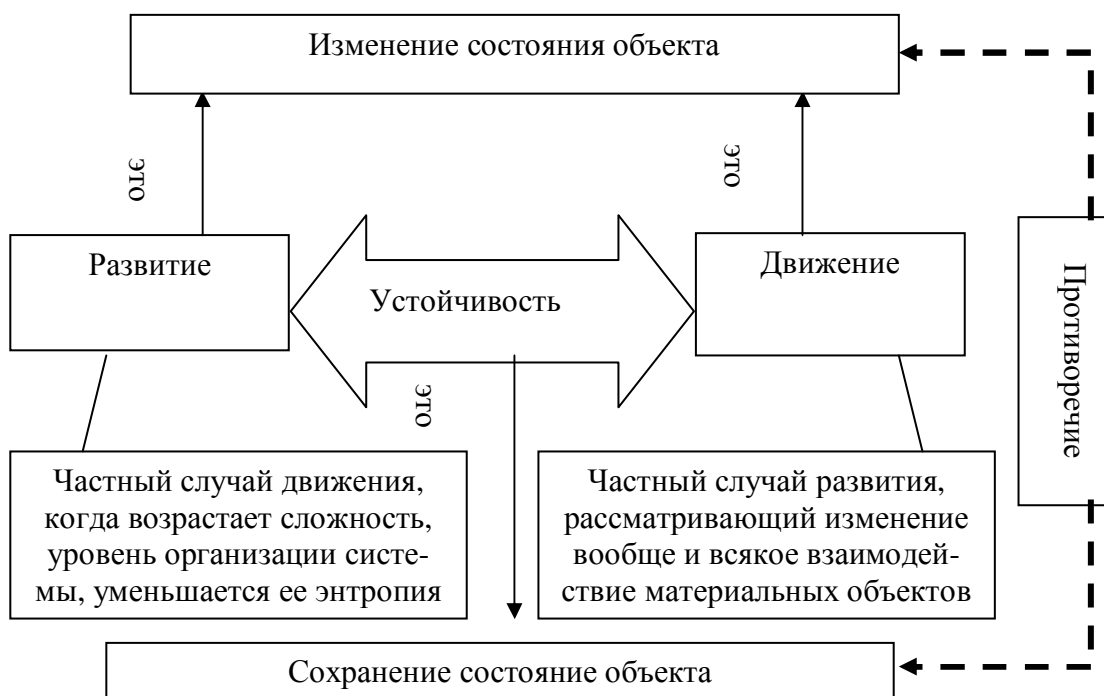 Изменение состояния объекта
это
это
Развитие
Движение
Устойчивость
Противоречие
это
Частный случай движения,
когда возрастает сложность,
уровень организации систе-
мы, уменьшается ее энтропия
Частный случай развития,
рассматривающий изменение
вообще и всякое взаимодей-
ствие материальных объектов
Сохранение состояние объекта